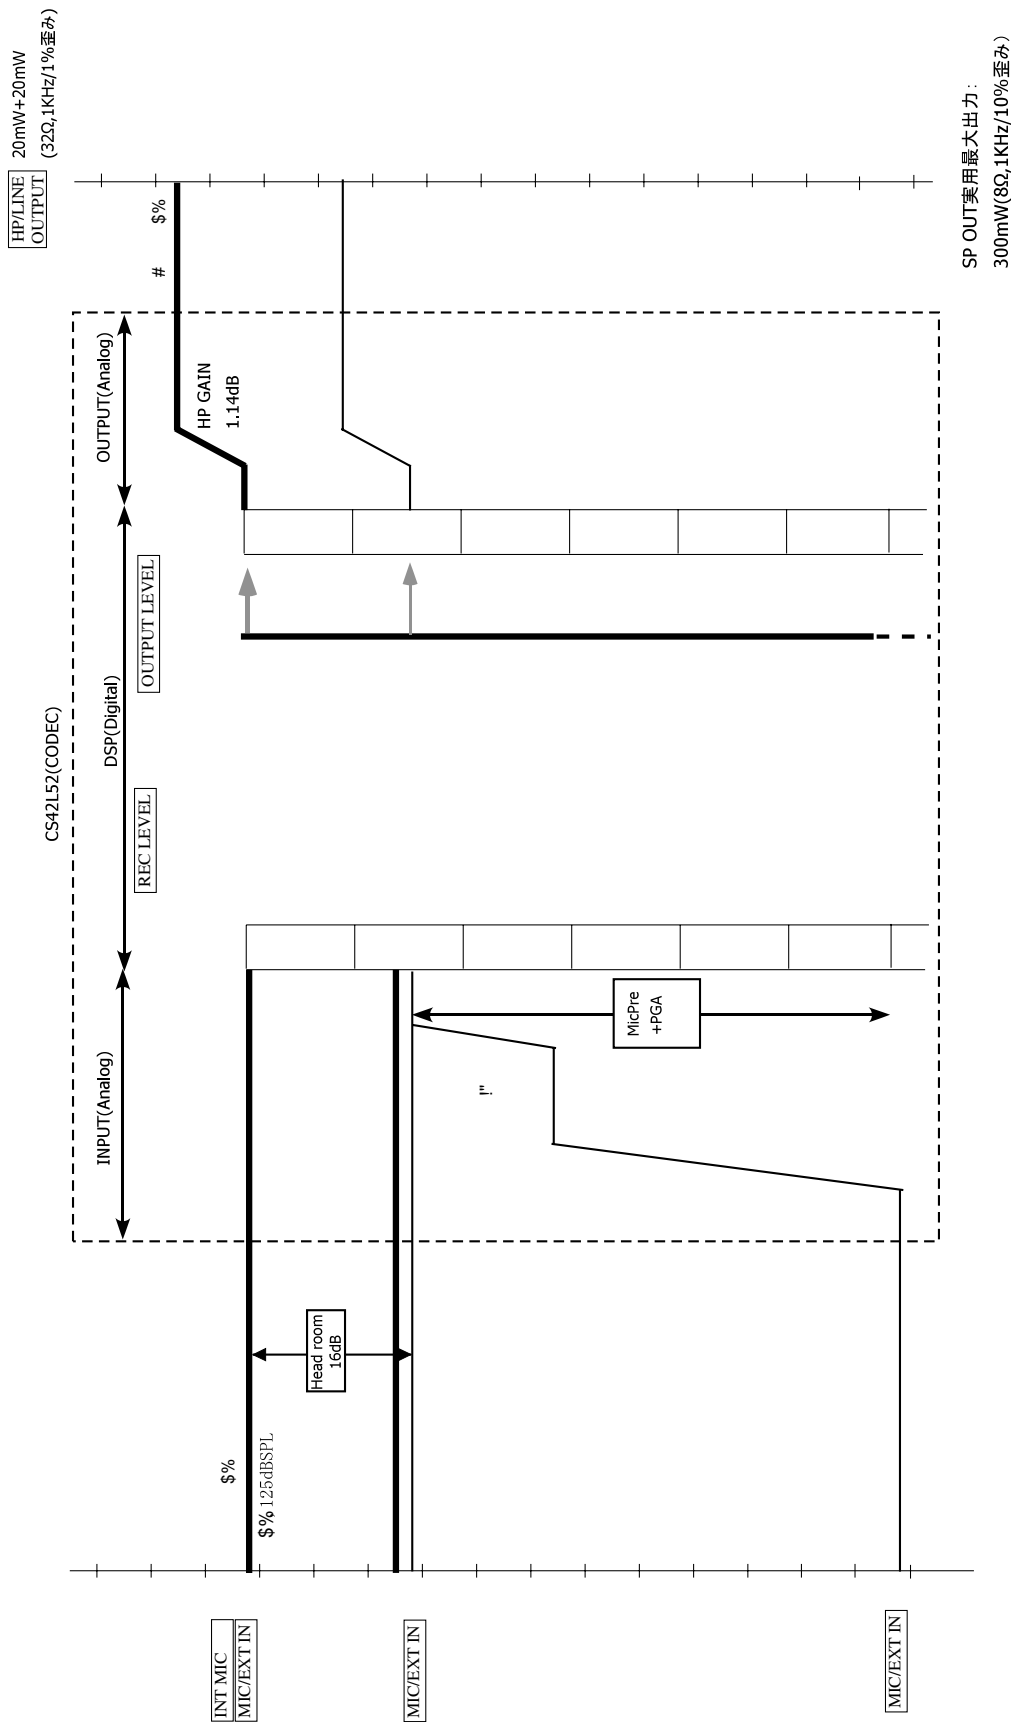 HP/LINE
OUTPUT
20mW+20mW
(32Ω,1KHz/1%歪み)
CS42L52(CODEC)
INPUT(Analog)
DSP(Digital)
OUTPUT(Analog)
REC LEVEL
OUTPUT LEVEL
$%
#
HP GAIN
1.14dB
$%
$% 125dBSPL
Head room
16dB
!"
MicPre
+PGA
INT MIC
MIC/EXT IN
MIC/EXT IN
MIC/EXT IN
SP OUT実用最大出力:
300mW(8Ω,1KHz/10%歪み)